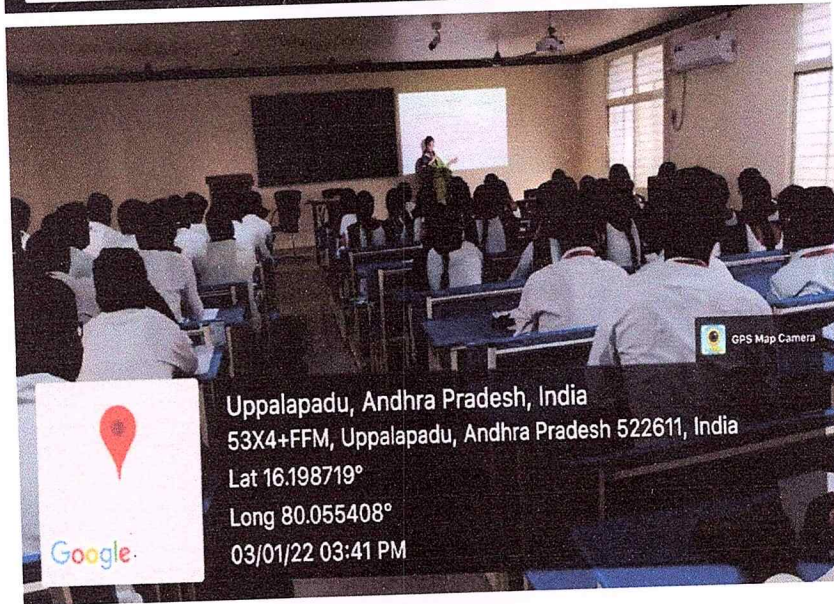 GPS Map Camera
Uppalapadu, Andhra Pradesh, India
53X4+FFM, Uppalapadu, Andhra Pradesh 522611, India
Lat 16.198719°
Long 80.055408°
03/01/22 03:41 PM
Google